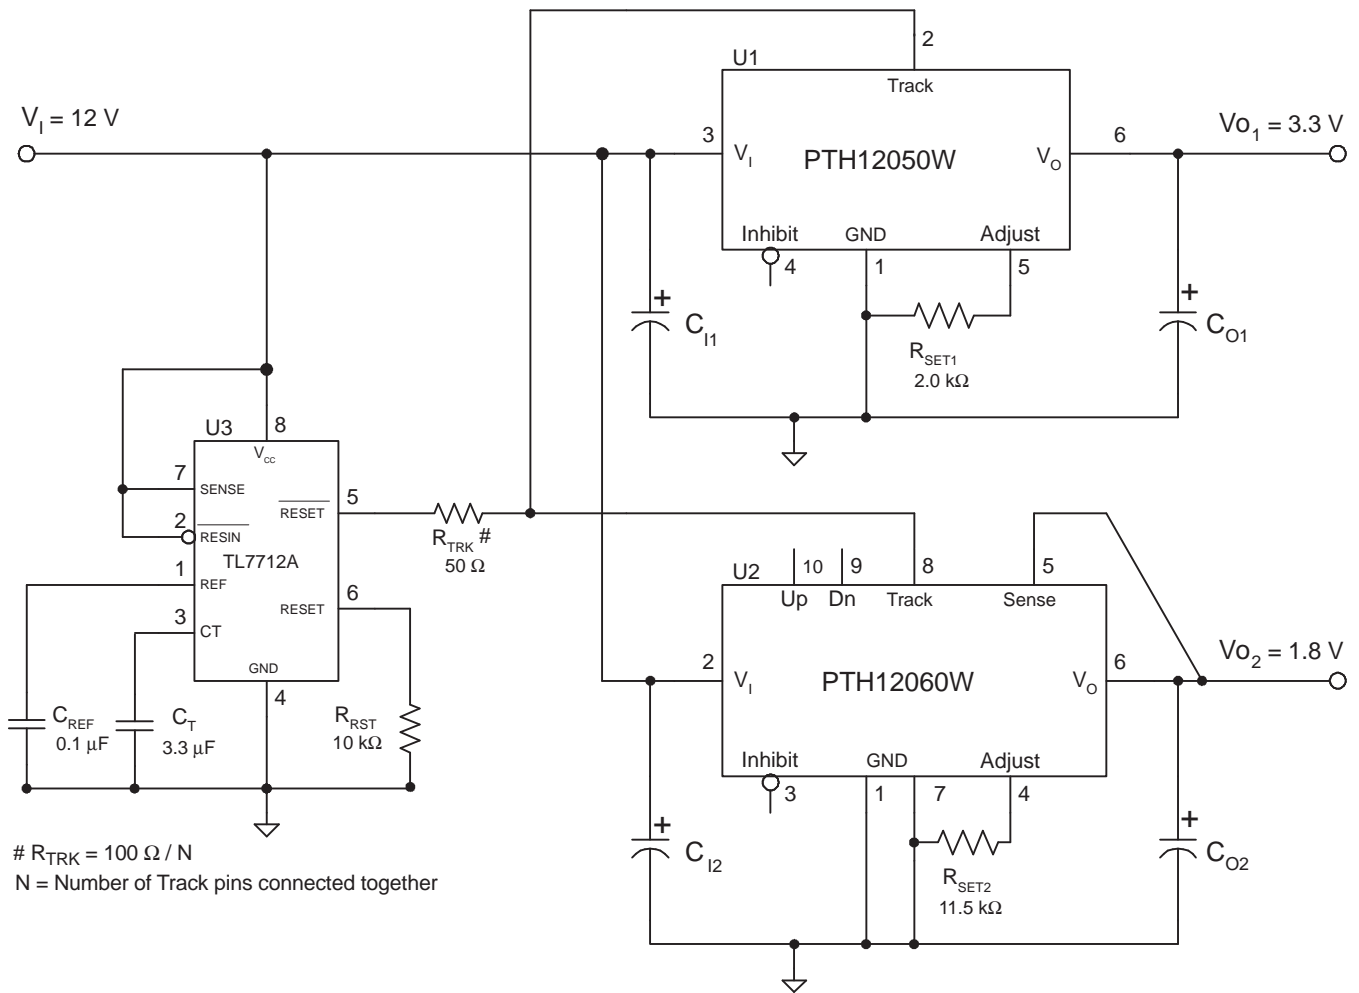 2
U1
Track
V_I = 12 V
Vo_1 = 3.3 V
3
6
V_I
PTH12050W
V_O
Inhibit
GND
Adjust
4
1
5
+
+
C_I1
C_O1
R_SET1
2.0 kΩ
U3
8
V_CC
7
SENSE
5
RESET
2
RESIN
R_TRK #
50 Ω
TL7712A
1
REF
6
RESET
3
CT
GND
4
U2
10
9
8
5
Up
Dn
Track
Sense
Vo_2 = 1.8 V
2
6
V_I
PTH12060W
V_O
C_REF
0.1 μF
C_T
3.3 μF
R_RST
10 kΩ
Inhibit
GND
Adjust
3
1
7
4
+
+
C_I2
C_O2
R_SET2
11.5 kΩ
# R_TRK = 100 Ω / N
N = Number of Track pins connected together